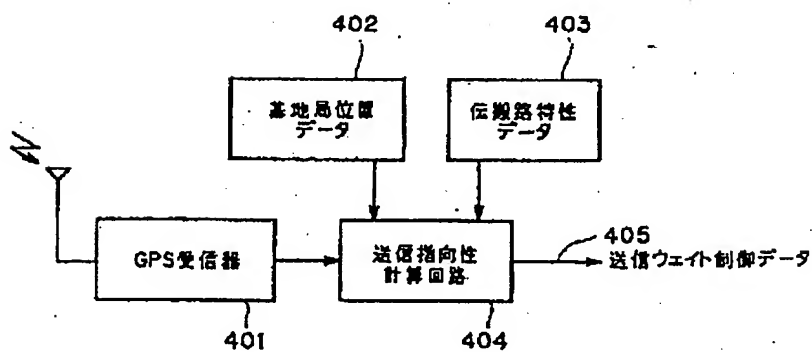 402
403
基地局位置
データ
伝搬路特性
データ
GPS受信器
送信指向性
計算回路
405
送信ウェイト制御データ
401
404